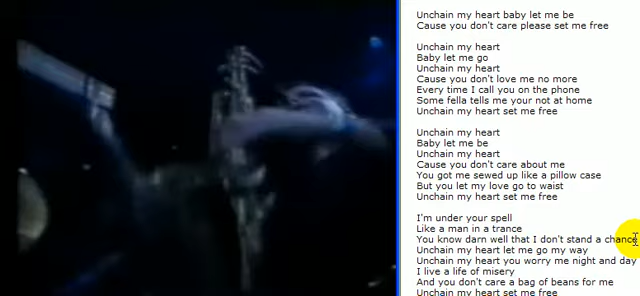 Unchain my heart baby let me be
Cause you don't care please set me free
Unchain my heart
Baby let me go
Unchain my heart
Cause you don't love me no more
Every time I call you on the phone
Some fella tells me your not at home
Unchain my heart set me free
Unchain my heart
Baby let me be
Unchain my heart
Cause you don't care about me
You got me sewed up like a pillow case
But you let my love go to waist
Unchain my heart set me free
I'm under your spell
Like a man in a trance
You know darn well that I don't stand a chance
Unchain my heart let me go my way
Unchain my heart you worry me night and day
I live a life of misery
And you don't care a bag of beans for me
Unchain my heart set me free